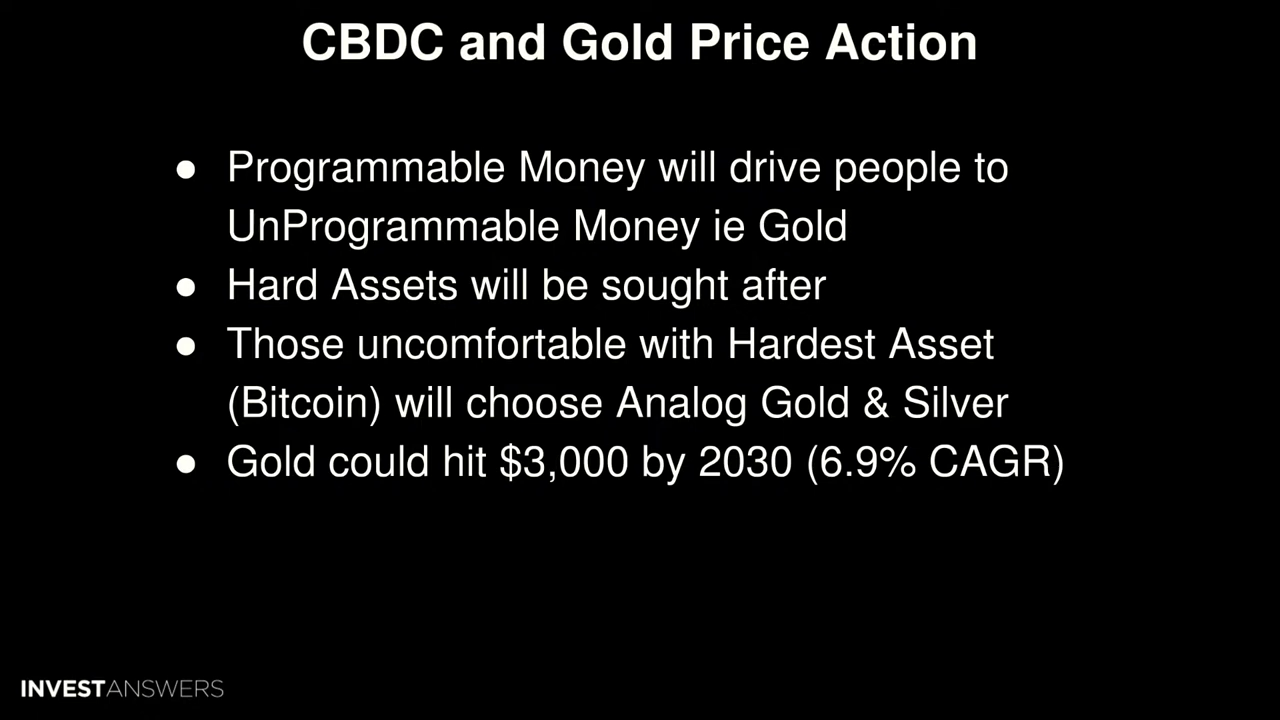 CBDC and Gold Price Action
● Programmable Money will drive people to
UnProgrammable Money ie Gold
● Hard Assets will be sought after
● Those uncomfortable with Hardest Asset
(Bitcoin) will choose Analog Gold & Silver
● Gold could hit $3,000 by 2030 (6.9% CAGR)
INVESTANSWERS